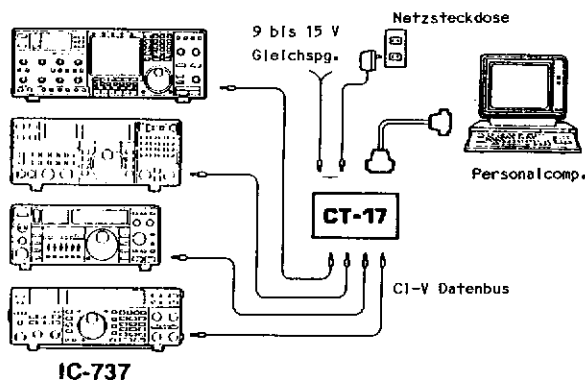 9 bis 15 V
Gleichspg.
Netzsteckdose
Personalcomp.
CT-17
CI-V Datenbus
IC-737